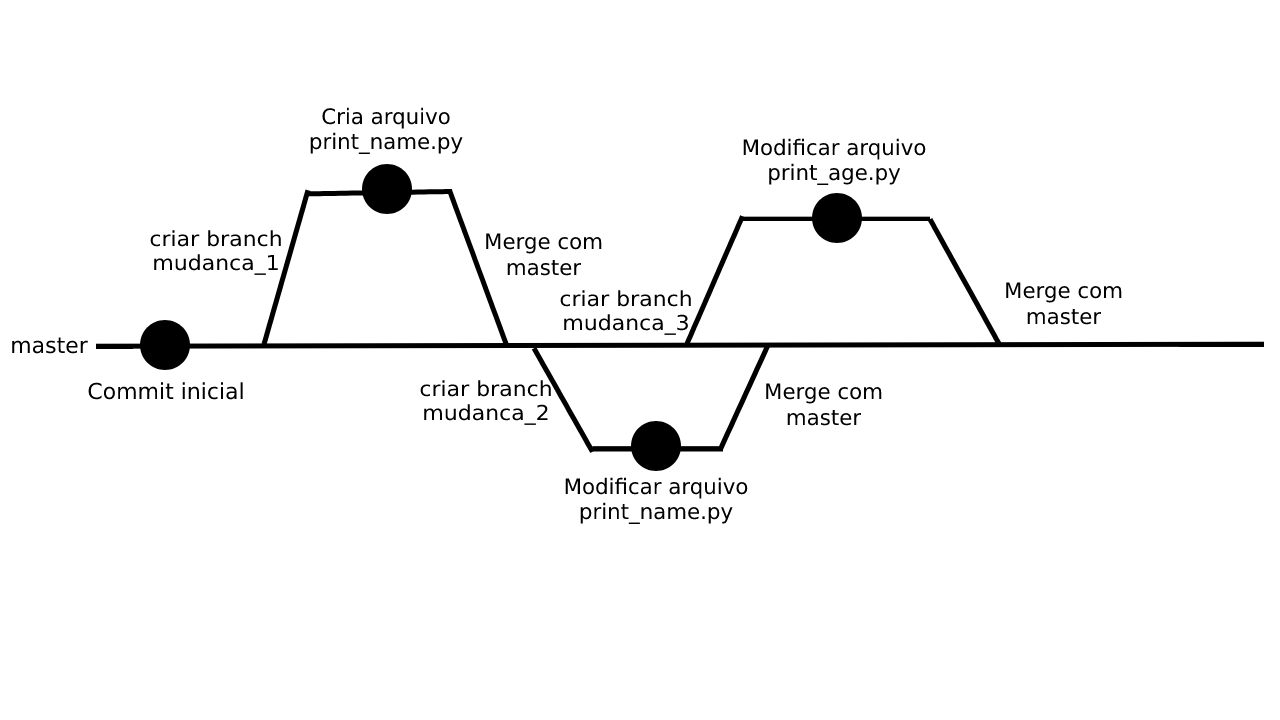 Cria arquivo
print_name.py
Modificar arquivo
print_age.py
criar branch
mudanca_1
Merge com
master
criar branch
mudanca_3
Merge com
master
master
Commit inicial
criar branch
mudanca_2
Merge com
master
Modificar arquivo
print_name.py